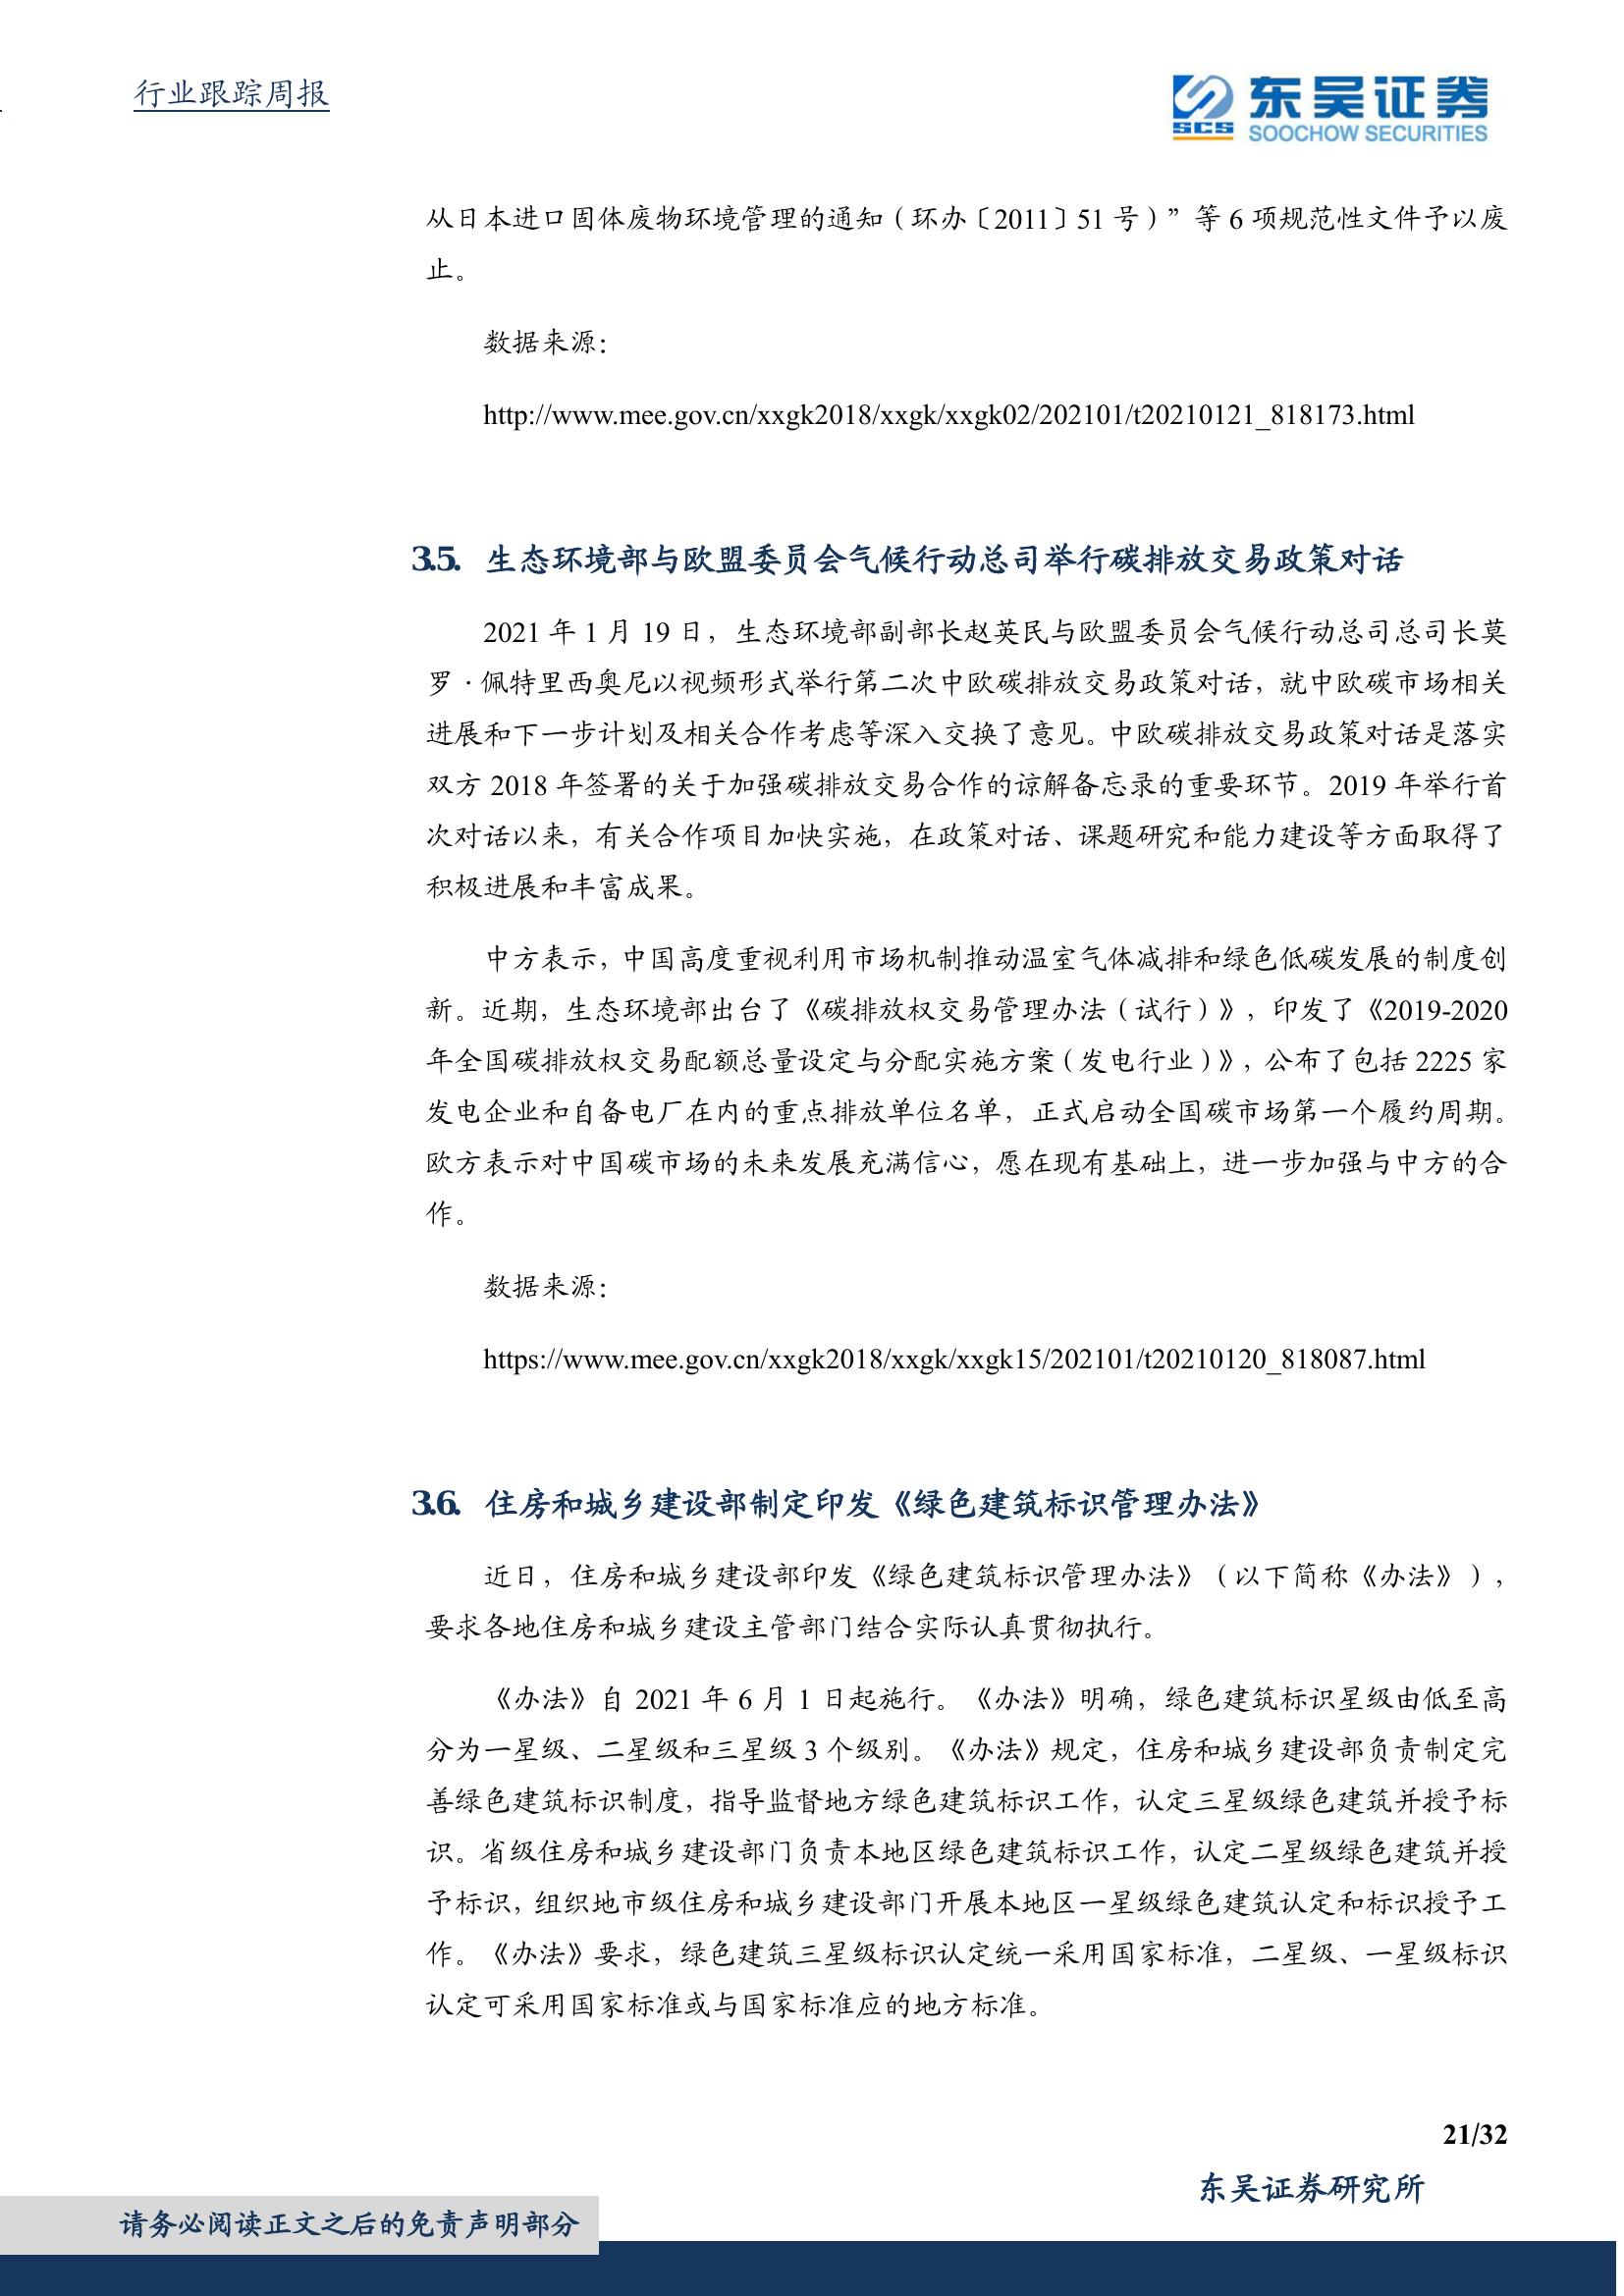 行业跟踪周报
SCS
东吴证券
SOOCHOW SECURITIES
从日本进口固体废物环境管理的通知（环办〔2011〕51 号）”等 6 项规范性文件予以废
止。
数据来源：
http://www.mee.gov.cn/xxgk2018/xxgk/xxgk02/202101/t20210121_818173.html
3.5. 生态环境部与欧盟委员会气候行动总司举行碳排放交易政策对话
2021 年 1 月 19 日，生态环境部副部长赵英民与欧盟委员会气候行动总司总司长莫
罗·佩特里西奥尼以视频形式举行第二次中欧碳排放交易政策对话，就中欧碳市场相关
进展和下一步计划及相关合作考虑等深入交换了意见。中欧碳排放交易政策对话是落实
双方 2018 年签署的关于加强碳排放交易合作的谅解备忘录的重要环节。2019 年举行首
次对话以来，有关合作项目加快实施，在政策对话、课题研究和能力建设等方面取得了
积极进展和丰富成果。
中方表示，中国高度重视利用市场机制推动温室气体减排和绿色低碳发展的制度创
新。近期，生态环境部出台了《碳排放权交易管理办法（试行）》，印发了《2019-2020
年全国碳排放权交易配额总量设定与分配实施方案（发电行业）》，公布了包括 2225 家
发电企业和自备电厂在内的重点排放单位名单，正式启动全国碳市场第一个履约周期。
欧方表示对中国碳市场的未来发展充满信心，愿在现有基础上，进一步加强与中方的合
作。
数据来源：
https://www.mee.gov.cn/xxgk2018/xxgk/xxgk15/202101/t20210120_818087.html
3.6. 住房和城乡建设部制定印发《绿色建筑标识管理办法》
近日，住房和城乡建设部印发《绿色建筑标识管理办法》（以下简称《办法》），
要求各地住房和城乡建设主管部门结合实际认真贯彻执行。
《办法》自 2021 年 6 月 1 日起施行。《办法》明确，绿色建筑标识星级由低至高
分为一星级、二星级和三星级 3 个级别。《办法》规定，住房和城乡建设部负责制定完
善绿色建筑标识制度，指导监督地方绿色建筑标识工作，认定三星级绿色建筑并授予标
识。省级住房和城乡建设部门负责本地区绿色建筑标识工作，认定二星级绿色建筑并授
予标识，组织地市级住房和城乡建设部门开展本地区一星级绿色建筑认定和标识授予工
作。《办法》要求，绿色建筑三星级标识认定统一采用国家标准，二星级、一星级标识
认定可采用国家标准或与国家标准应的地方标准。
21/32
东吴证券研究所
请务必阅读正文之后的免责声明部分